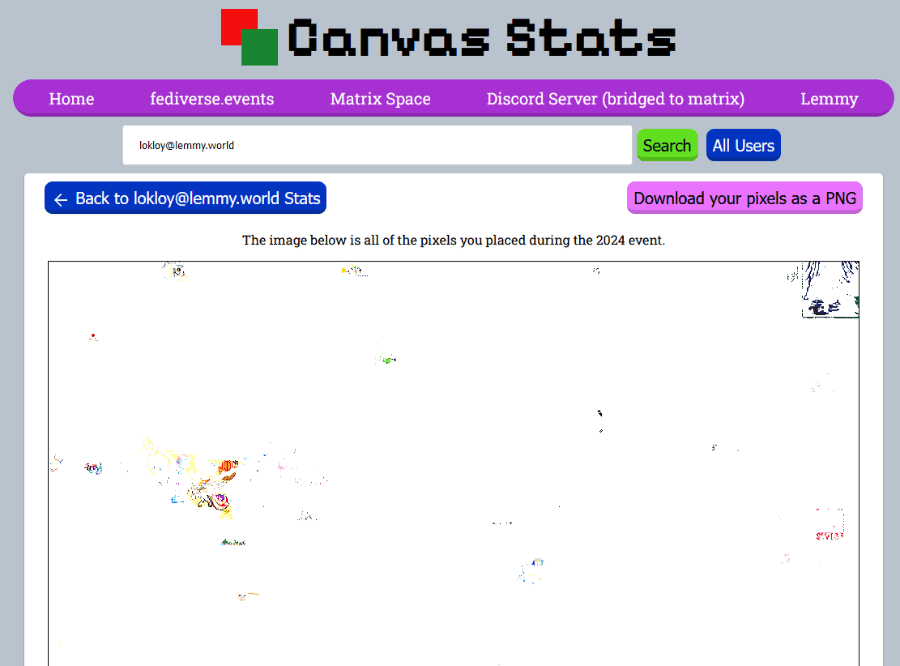 Canvas Stats
Home fediverse.events Matrix Space Discord Server (bridged to matrix) Lemmy
lokloy@lemmy.world Search All Users
← Back to lokloy@lemmy.world Stats Download your pixels as a PNG
The image below is all of the pixels you placed during the 2024 event.